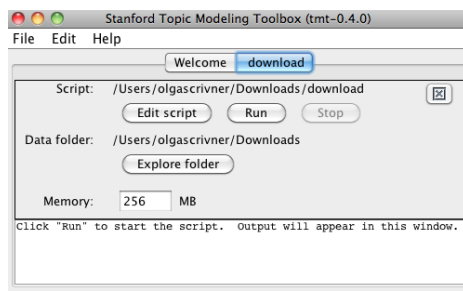 Stanford Topic Modeling Toolbox (tmt-0.4.0)
File Edit Help
Welcome download
Script: /Users/olgascrivner/Downloads/download
Edit script Run Stop
Data folder: /Users/olgascrivner/Downloads
Explore folder
Memory: 256 MB
Click "Run" to start the script. Output will appear in this window.